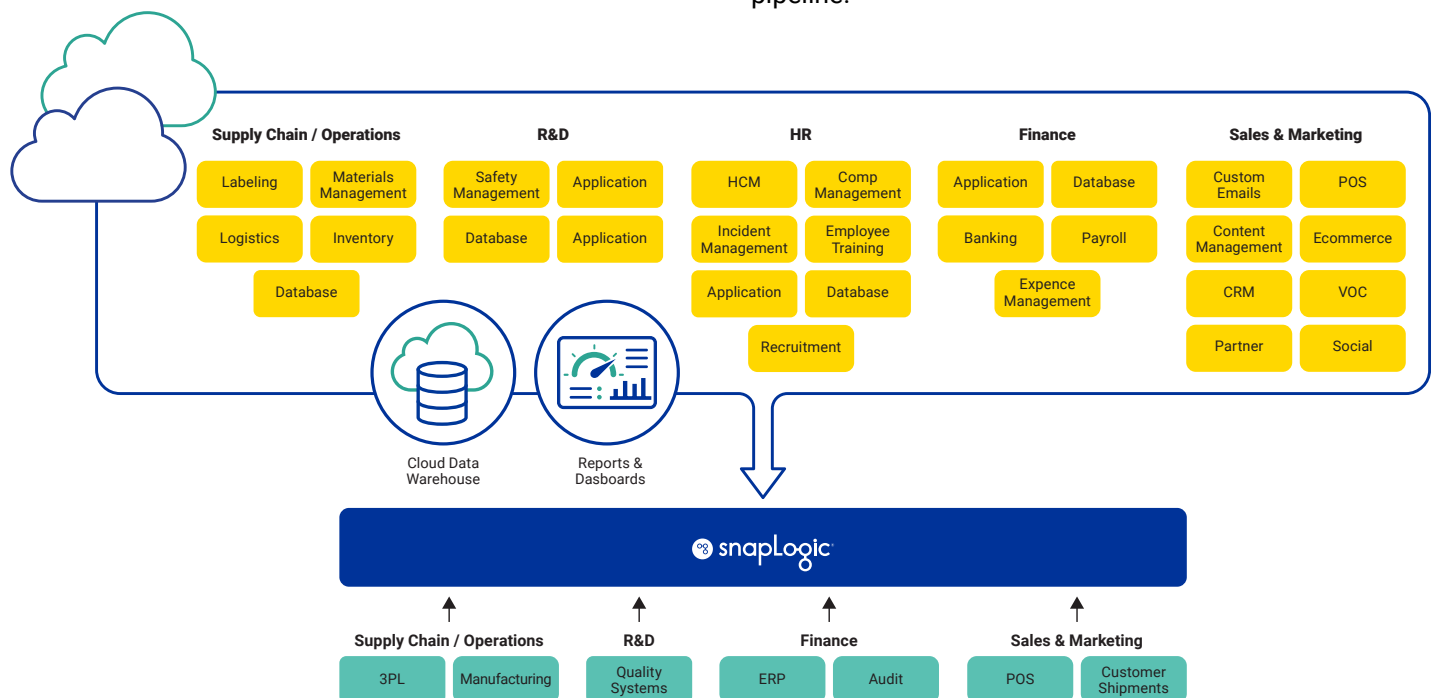 pipeline.
Supply Chain / Operations
R&D
HR
Finance
Sales & Marketing
Labeling
Materials
Management
Safety
Management
Application
HCM
Comp
Management
Application
Database
Custom
Emails
POS
Logistics
Inventory
Database
Application
Incident
Management
Employee
Training
Banking
Payroll
Content
Management
Ecommerce
Database
Application
Database
Expence
Management
CRM
VOC
Recruitment
Partner
Social
Cloud Data
Warehouse
Reports &
Dasboards
snapLogic
Supply Chain / Operations
R&D
Finance
Sales & Marketing
3PL
Manufacturing
Quality
Systems
ERP
Audit
POS
Customer
Shipments